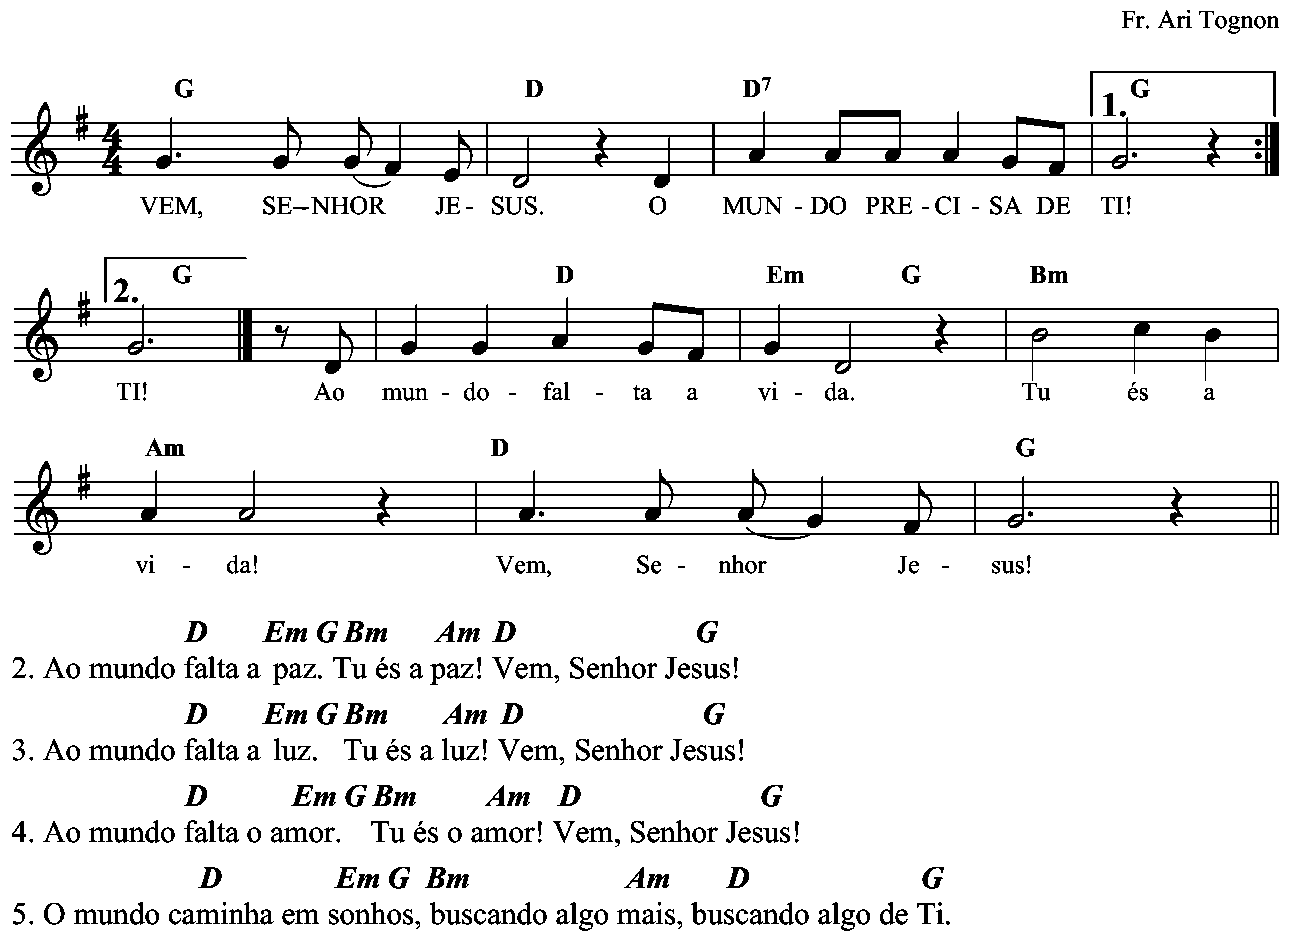 Fr. Ari Tognon
G D D7 1. G
4/4
VEM, SE-NHOR JE- SUS. O MUN - DO PRE - CI - SA DE TI!
2. G D Em G Bm
TI! Ao mun - do - fal - ta a vi - da. Tu és a
Am D G
vi - da! Vem, Se - nhor Je - sus!
D Em G Bm Am D G
2. Ao mundo falta a paz. Tu és a paz! Vem, Senhor Jesus!
D Em G Bm Am D G
3. Ao mundo falta a luz. Tu és a luz! Vem, Senhor Jesus!
D Em G Bm Am D G
4. Ao mundo falta o amor. Tu és o amor! Vem, Senhor Jesus!
D Em G Bm Am D G
5. O mundo caminha em sonhos, buscando algo mais, buscando algo de Ti.